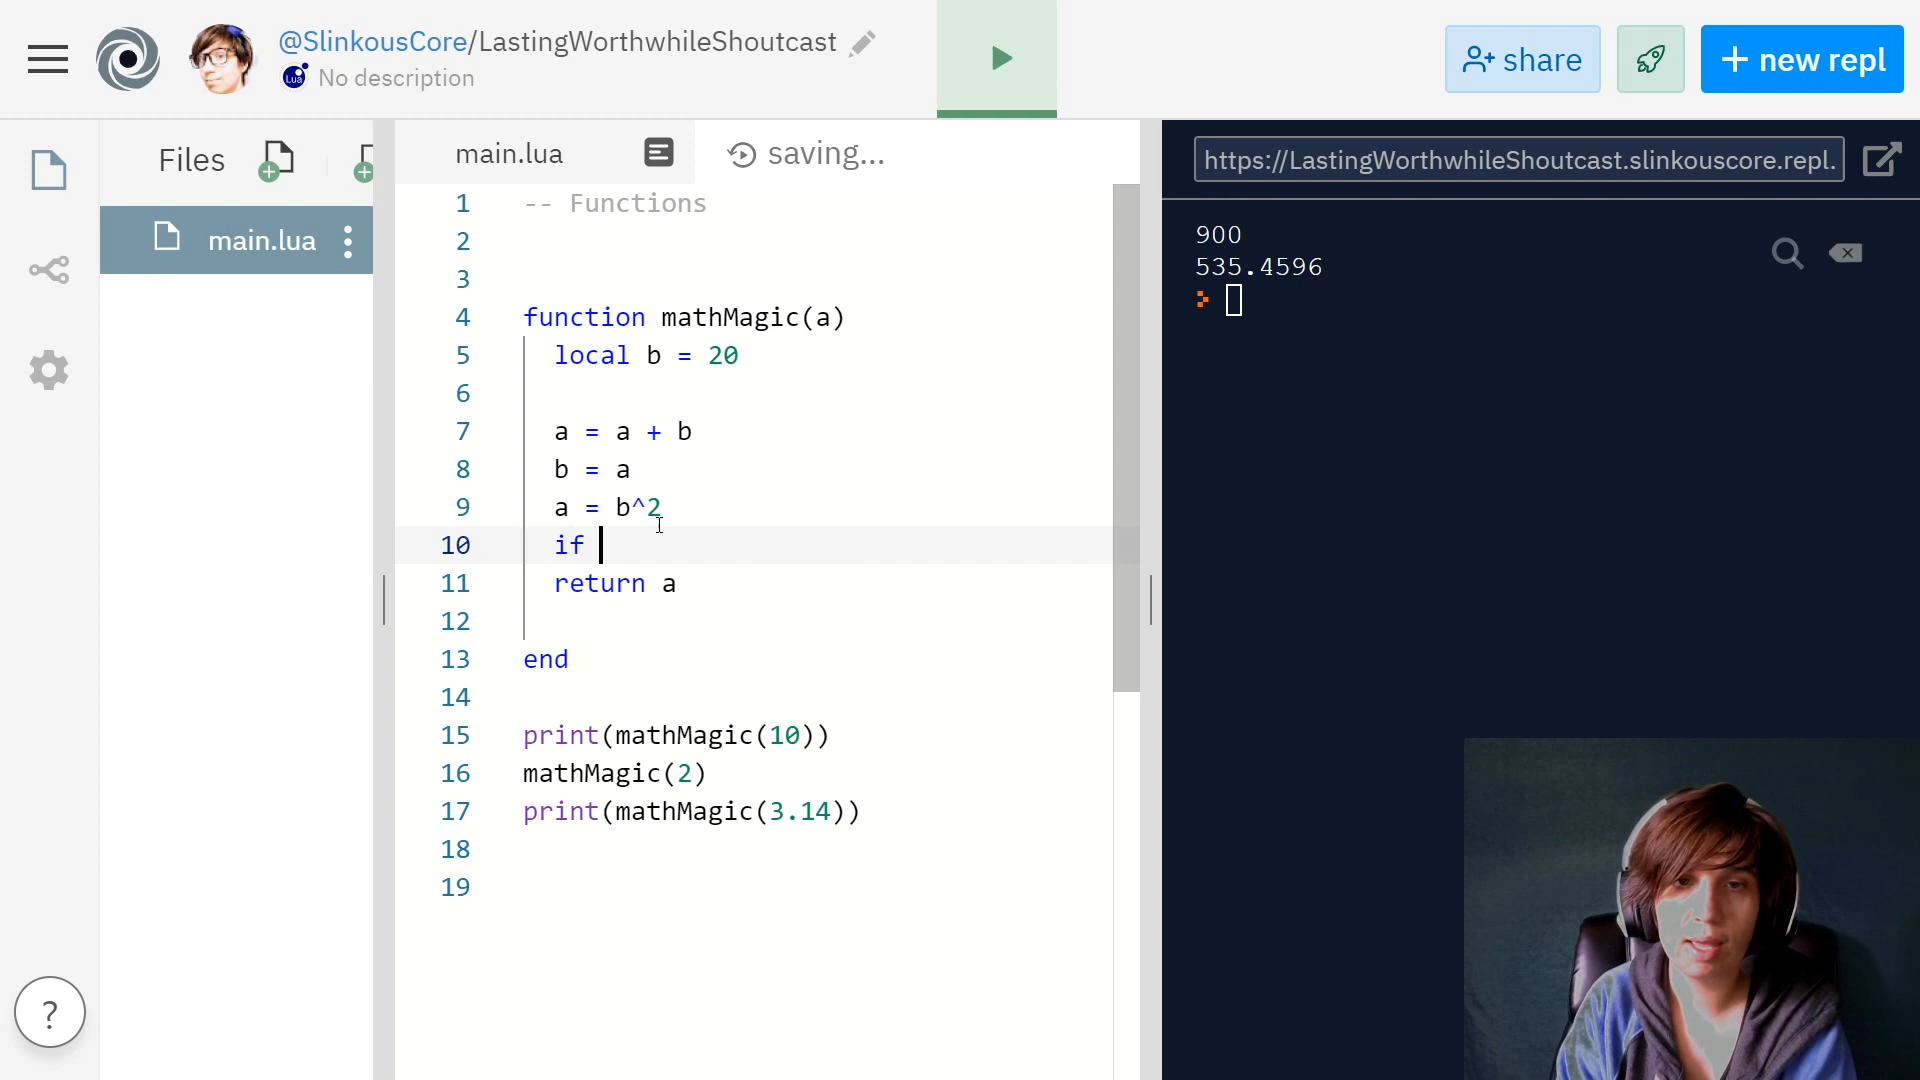 @SlinkousCore/LastingWorthwhileShoutcast
Lua
No description
share
+ new repl
Files
main.lua
main.lua
saving...
1 -- Functions
2
3
4 function mathMagic(a)
5 local b = 20
6
7 a = a + b
8 b = a
9 a = b^2
10 if
11 return a
12
13 end
14
15 print(mathMagic(10))
16 mathMagic(2)
17 print(mathMagic(3.14))
18
19
https://LastingWorthwhileShoutcast.slinkouscore.repl.
900
535.4596
>
?